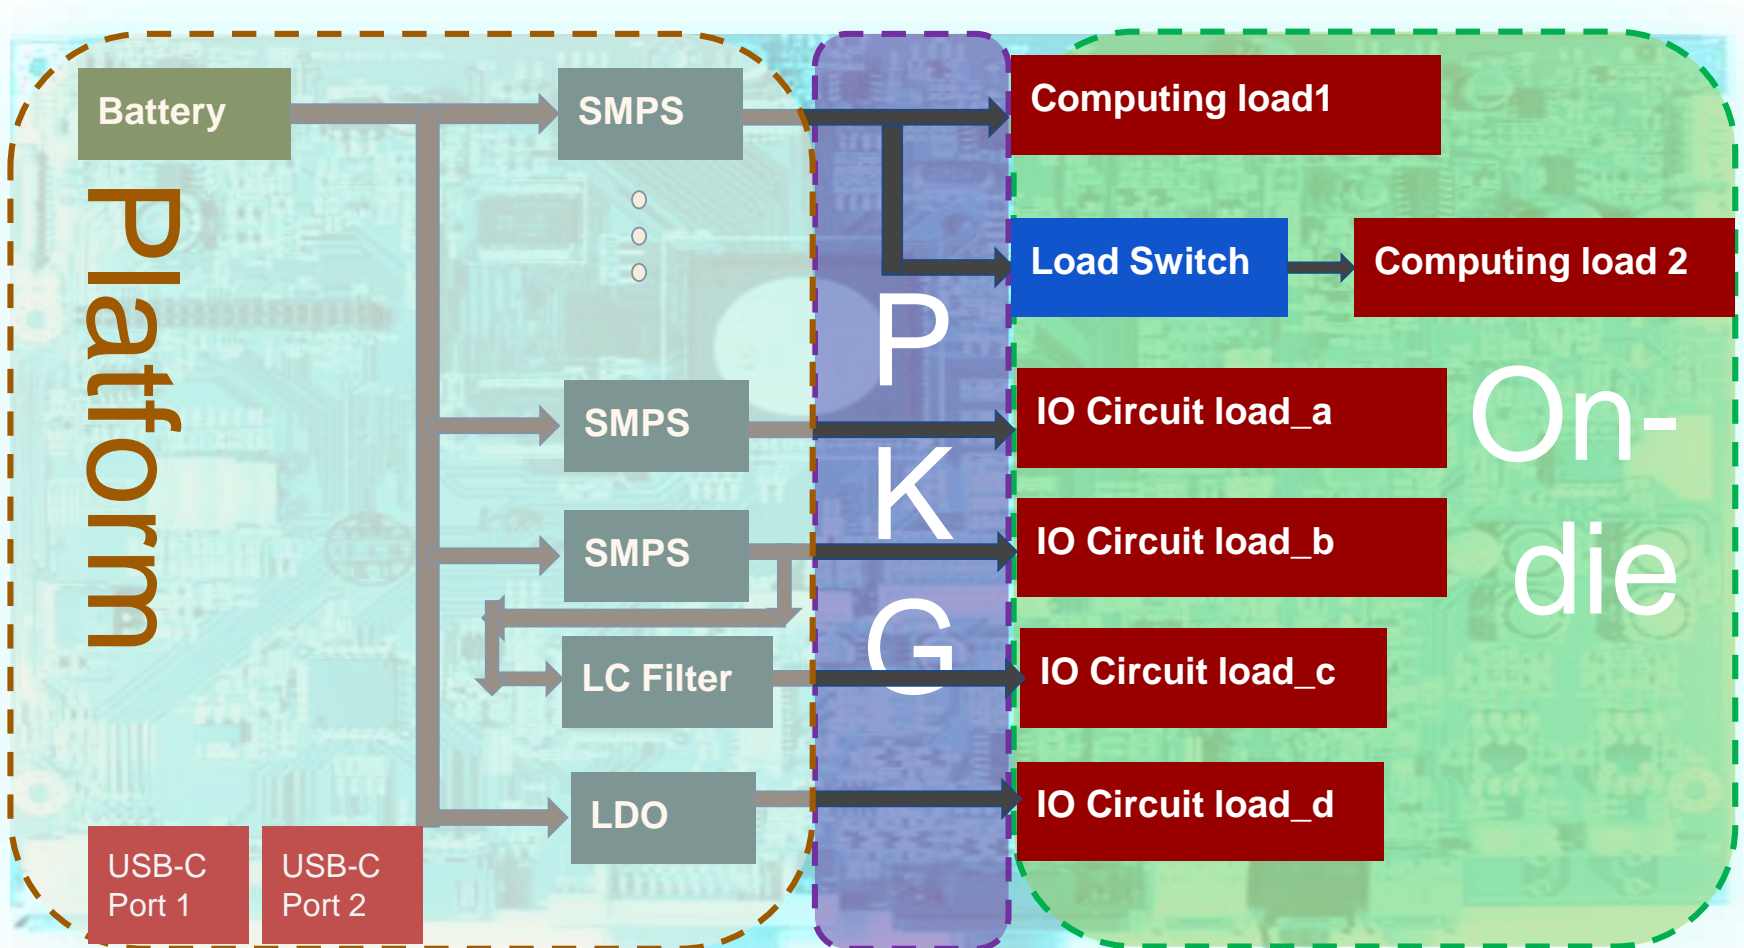 Battery
SMPS
Computing load1
Load Switch
Computing load 2
Platform
SMPS
IO Circuit load_a
SMPS
IO Circuit load_b
LC Filter
IO Circuit load_c
LDO
IO Circuit load_d
P
K
G
On-
die
USB-C
Port 1
USB-C
Port 2